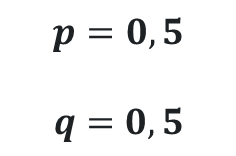 p = 0,5
q = 0,5